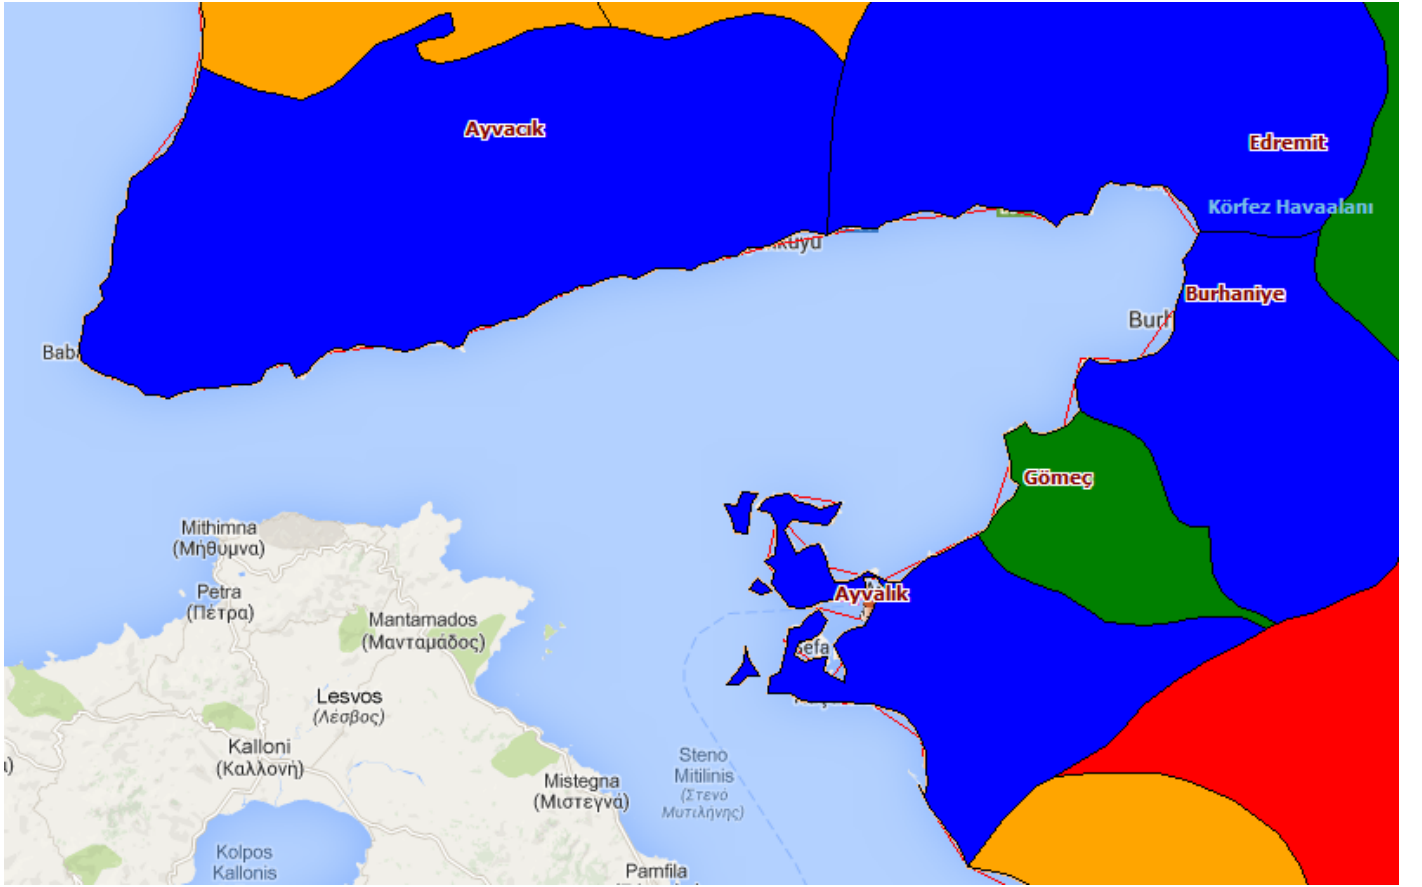 Ayvacık
Edremit
Körfez Havaalanı
Burhaniye
Gömeç
Mithimna
(Μήθυμνα)
Petra
(Πέτρα)
Ayvalık
Mantamados
(Μανταμάδος)
Lesvos
(Λέσβος)
Kalloni
(Καλλονή)
Steno
Mitilinis
(Στενό
Μυτιλήνης)
Mistegna
(Μιστεγνά)
Kolpos
Kallonis
Pamfila